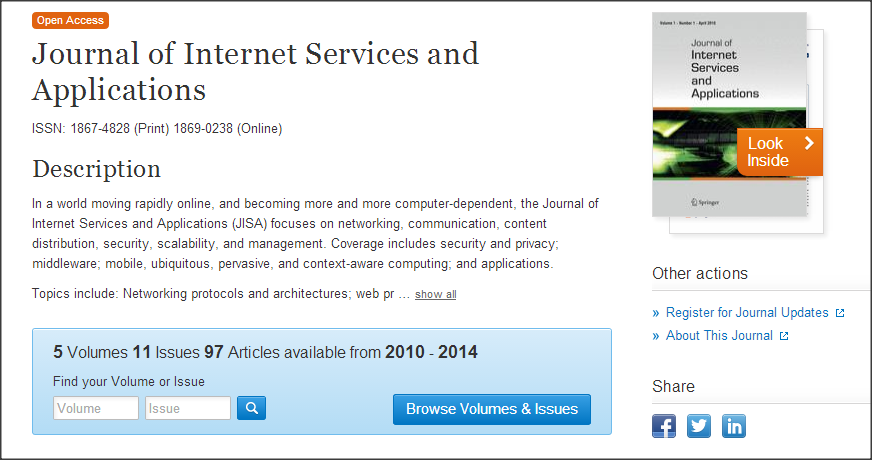 Open Access
Journal of Internet Services and
Applications
ISSN: 1867-4828 (Print) 1869-0238 (Online)
Description
In a world moving rapidly online, and becoming more and more computer-dependent, the Journal of
Internet Services and Applications (JISA) focuses on networking, communication, content
distribution, security, scalability, and management. Coverage includes security and privacy;
middleware; mobile, ubiquitous, pervasive, and context-aware computing; and applications.
Topics include: Networking protocols and architectures; web pr ... show all
5 Volumes 11 Issues 97 Articles available from 2010 - 2014
Find your Volume or Issue
Volume
Issue
Browse Volumes & Issues
Volume 1 · Number 1 · April 2010
Journal of
Internet
Services
and
Applications
Look
Inside
Springer
Other actions
» Register for Journal Updates
» About This Journal
Share